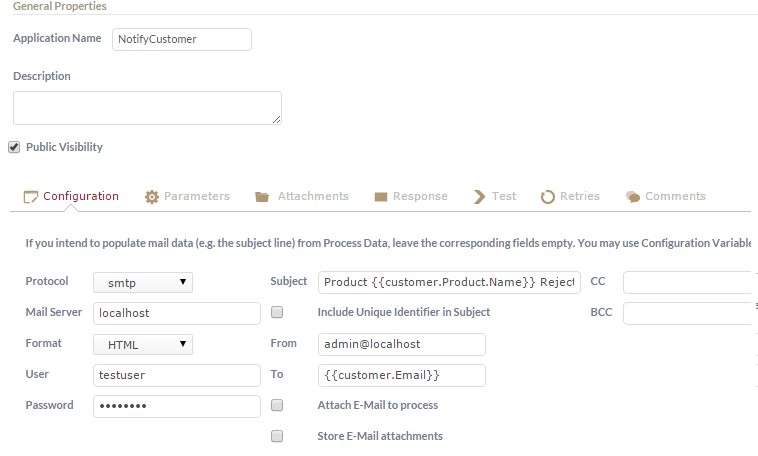 General Properties
Application Name NotifyCustomer
Description
Public Visibility
Configuration Parameters Attachments Response Test Retries Comments
If you intend to populate mail data (e.g. the subject line) from Process Data, leave the corresponding fields empty. You may use Configuration Variable
Protocol smtp Subject Product {{customer.Product.Name}} Reject CC
Mail Server localhost Include Unique Identifier in Subject BCC
Format HTML From admin@localhost
User testuser To {{customer.Email}}
Password •••••••• Attach E-Mail to process
Store E-Mail attachments